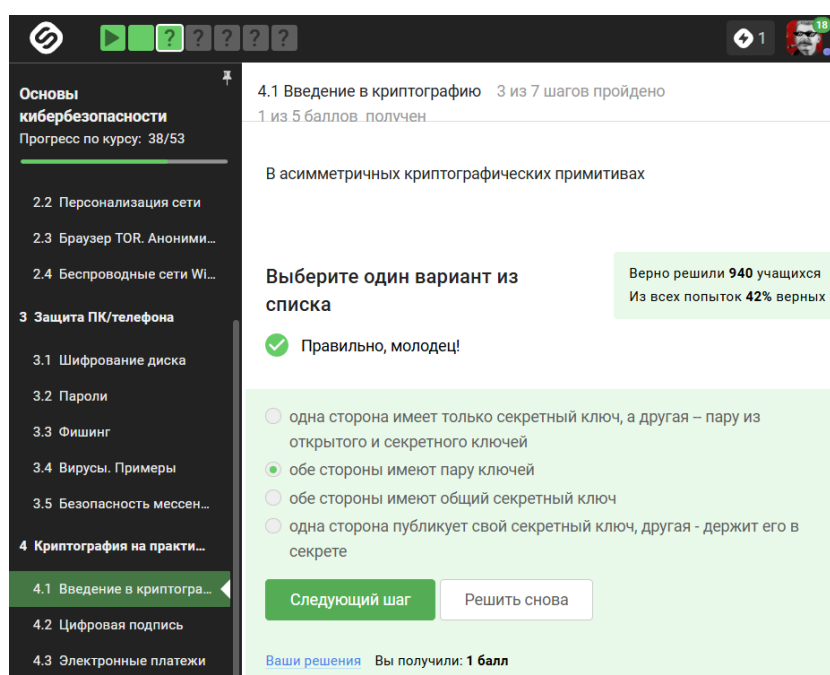 ? ? ? ? ?
1
18
Основы
кибербезопасности
Прогресс по курсу: 38/53
2.2 Персонализация сети
2.3 Браузер TOR. Аноними...
2.4 Беспроводные сети Wi...
3 Защита ПК/телефона
3.1 Шифрование диска
3.2 Пароли
3.3 Фишинг
3.4 Вирусы. Примеры
3.5 Безопасность мессен...
4 Криптография на практи...
4.1 Введение в криптогра...
4.2 Цифровая подпись
4.3 Электронные платежи
4.1 Введение в криптографию 3 из 7 шагов пройдено
1 из 5 баллов получен
В асимметричных криптографических примитивах
Выберите один вариант из
списка
Верно решили 940 учащихся
Из всех попыток 42% верных
Правильно, молодец!
одна сторона имеет только секретный ключ, а другая – пару из
открытого и секретного ключей
обе стороны имеют пару ключей
обе стороны имеют общий секретный ключ
одна сторона публикует свой секретный ключ, другая - держит его в
секрете
Следующий шаг Решить снова
Ваши решения Вы получили: 1 балл